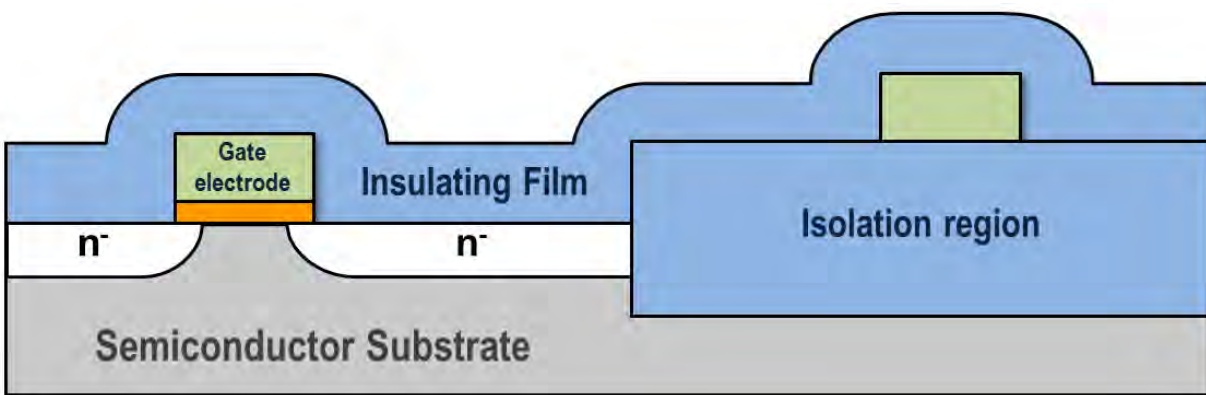 Gate
electrode
Insulating Film
Isolation region
n⁻
n⁻
Semiconductor Substrate